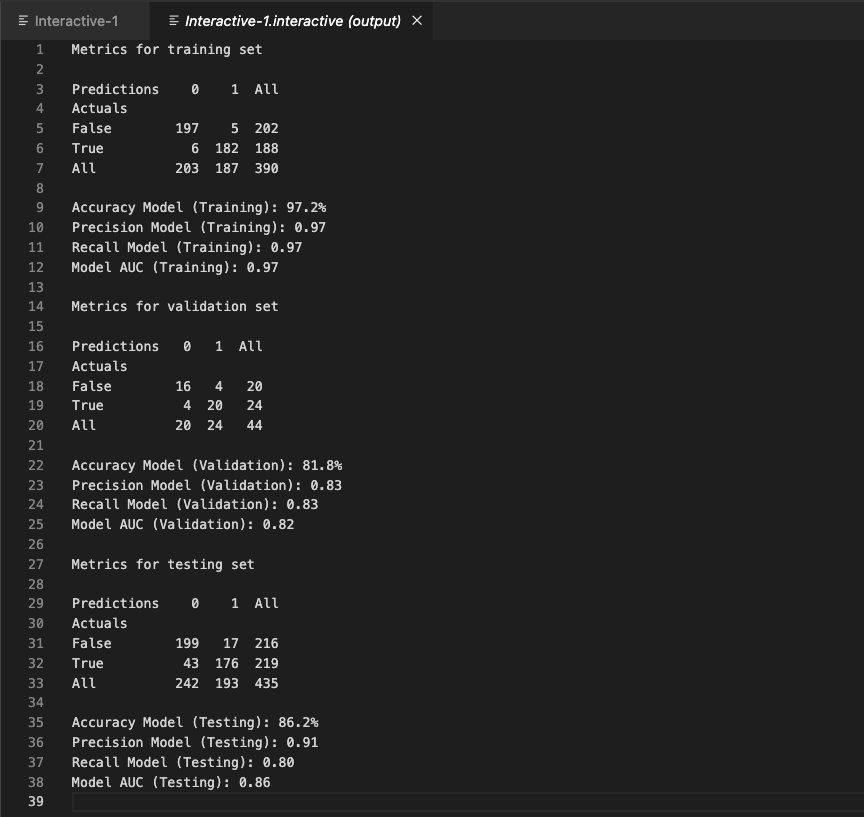 Interactive-1
Interactive-1.interactive (output)
1 Metrics for training set
2
3 Predictions 0 1 All
4 Actuals
5 False 197 5 202
6 True 6 182 188
7 All 203 187 390
8
9 Accuracy Model (Training): 97.2%
10 Precision Model (Training): 0.97
11 Recall Model (Training): 0.97
12 Model AUC (Training): 0.97
13
14 Metrics for validation set
15
16 Predictions 0 1 All
17 Actuals
18 False 16 4 20
19 True 4 20 24
20 All 20 24 44
21
22 Accuracy Model (Validation): 81.8%
23 Precision Model (Validation): 0.83
24 Recall Model (Validation): 0.83
25 Model AUC (Validation): 0.82
26
27 Metrics for testing set
28
29 Predictions 0 1 All
30 Actuals
31 False 199 17 216
32 True 43 176 219
33 All 242 193 435
34
35 Accuracy Model (Testing): 86.2%
36 Precision Model (Testing): 0.91
37 Recall Model (Testing): 0.80
38 Model AUC (Testing): 0.86
39